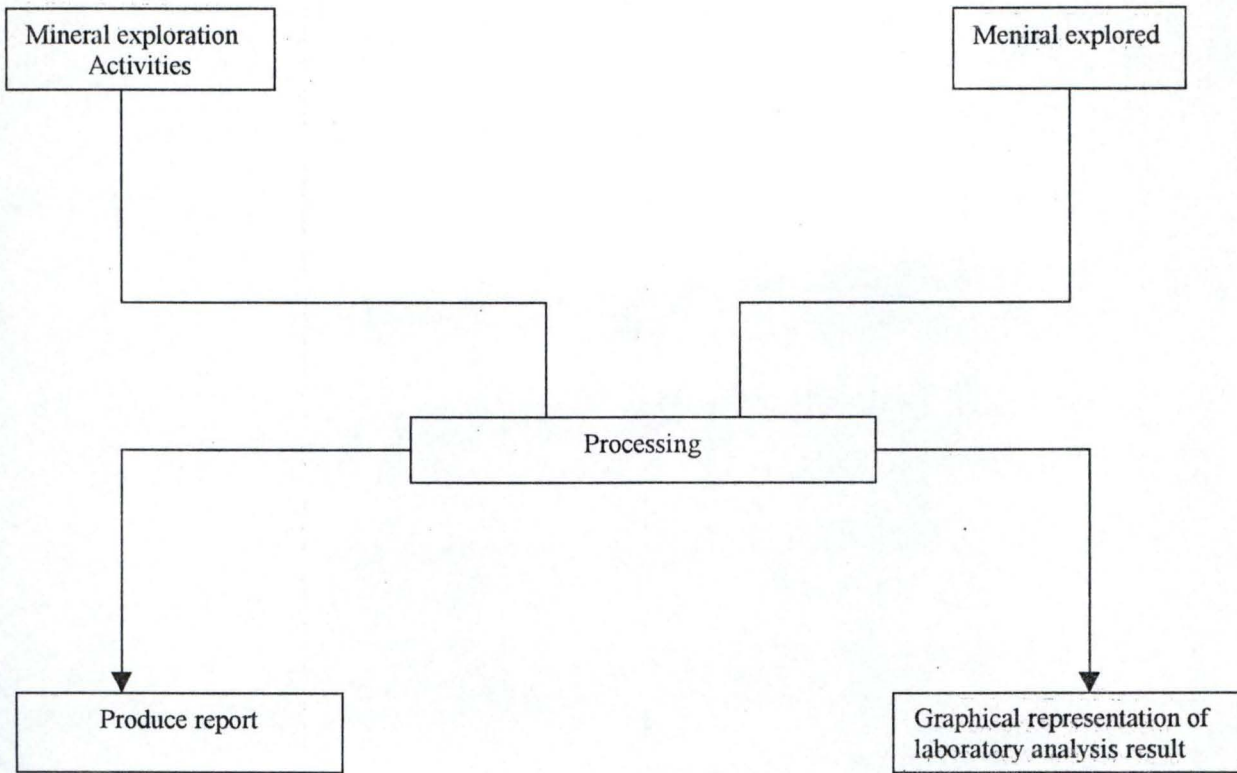 Mineral exploration
Activities
Meniral explored
Processing
Produce report
Graphical representation of
laboratory analysis result